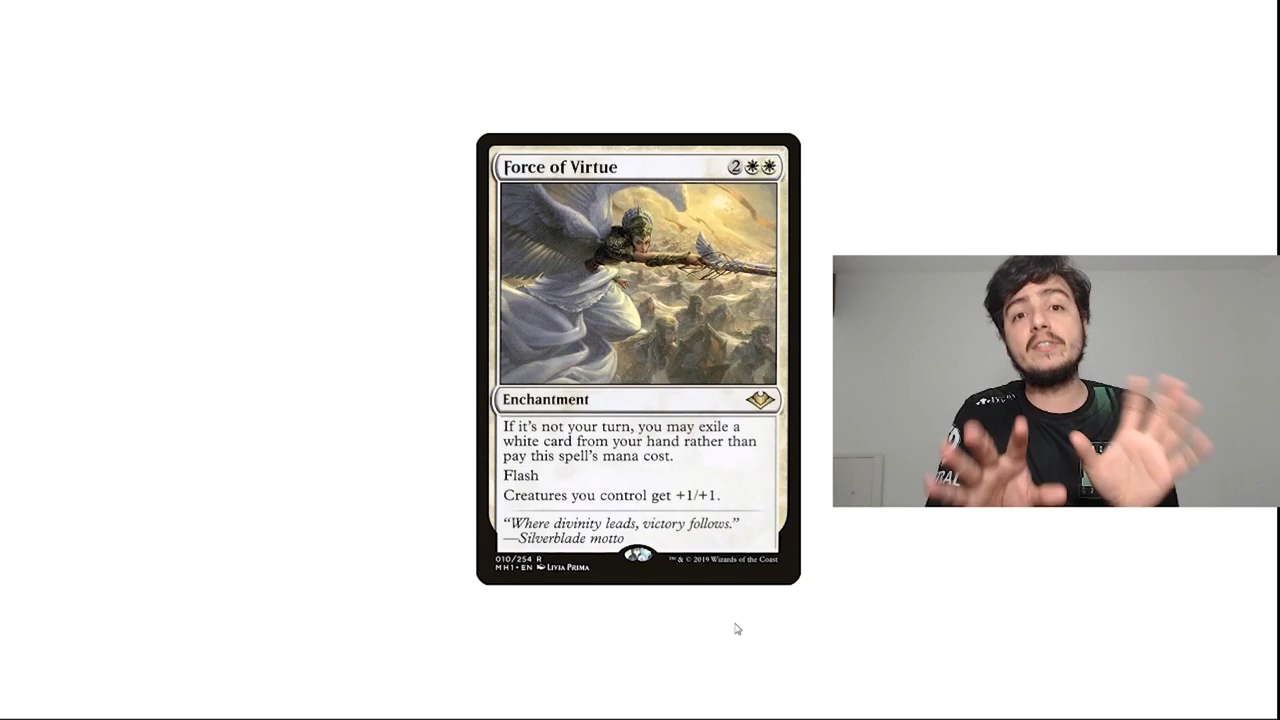 Force of Virtue 2
Enchantment
If it's not your turn, you may exile a
white card from your hand rather than
pay this spell's mana cost.
Flash
Creatures you control get +1/+1.
"Where divinity leads, victory follows."
—Silverblade motto
010/254 R
MH1 • EN LIVIA PRIMA
™ & © 2019 Wizards of the Coast